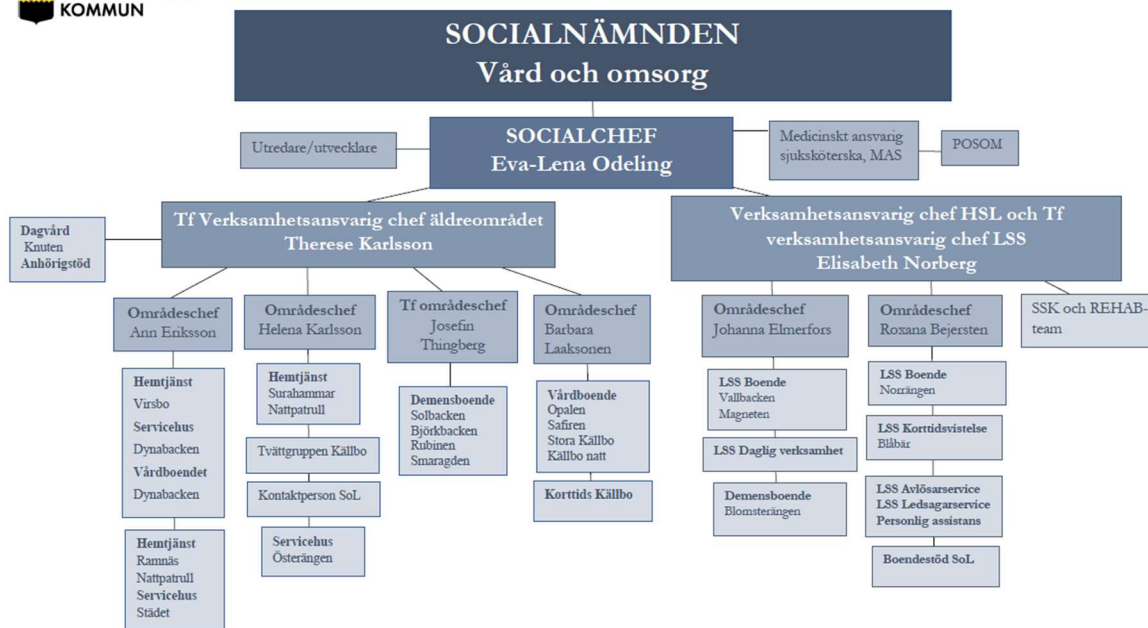 KOMMUN
SOCIALNÄMNDEN
Vård och omsorg
SOCIALCHEF
Eva-Lena Odeling
Utredare/utvecklare
Medicinskt ansvarig
sjuksköterska, MAS
POSOM
Tf Verksamhetsansvarig chef äldreområdet
Therese Karlsson
Dagvård
Knuten
Anhörigstöd
Områdeschef
Ann Eriksson
Hemtjänst
Virsbo
Servicehus
Dynabacken
Vårdboendet
Dynabacken
Hemtjänst
Ramnäs
Nattpatrull
Servicehus
Städet
Områdeschef
Helena Karlsson
Hemtjänst
Surahammar
Nattpatrull
Tvättgruppen Källbo
Kontaktperson SoL
Servicehus
Österängen
Tf områdeschef
Josefin
Thingberg
Demensboende
Solbacken
Björkbacken
Rubinen
Smaragden
Områdeschef
Barbara
Laaksonen
Vårdboende
Opalen
Safiren
Stora Källbo
Källbo natt
Korttids Källbo
Verksamhetsansvarig chef HSL och Tf
verksamhetsansvarig chef LSS
Elisabeth Norberg
Områdeschef
Johanna Elmerfors
LSS Boende
Vallbacken
Magneten
LSS Daglig verksamhet
Demensboende
Blomsterängen
Områdeschef
Roxana Bejersten
LSS Boende
Norrängen
LSS Korttidsvistelse
Blåbär
LSS Avlösarservice
LSS Ledsagarservice
Personlig assistans
Boendestöd SoL
SSK och REHAB-
team